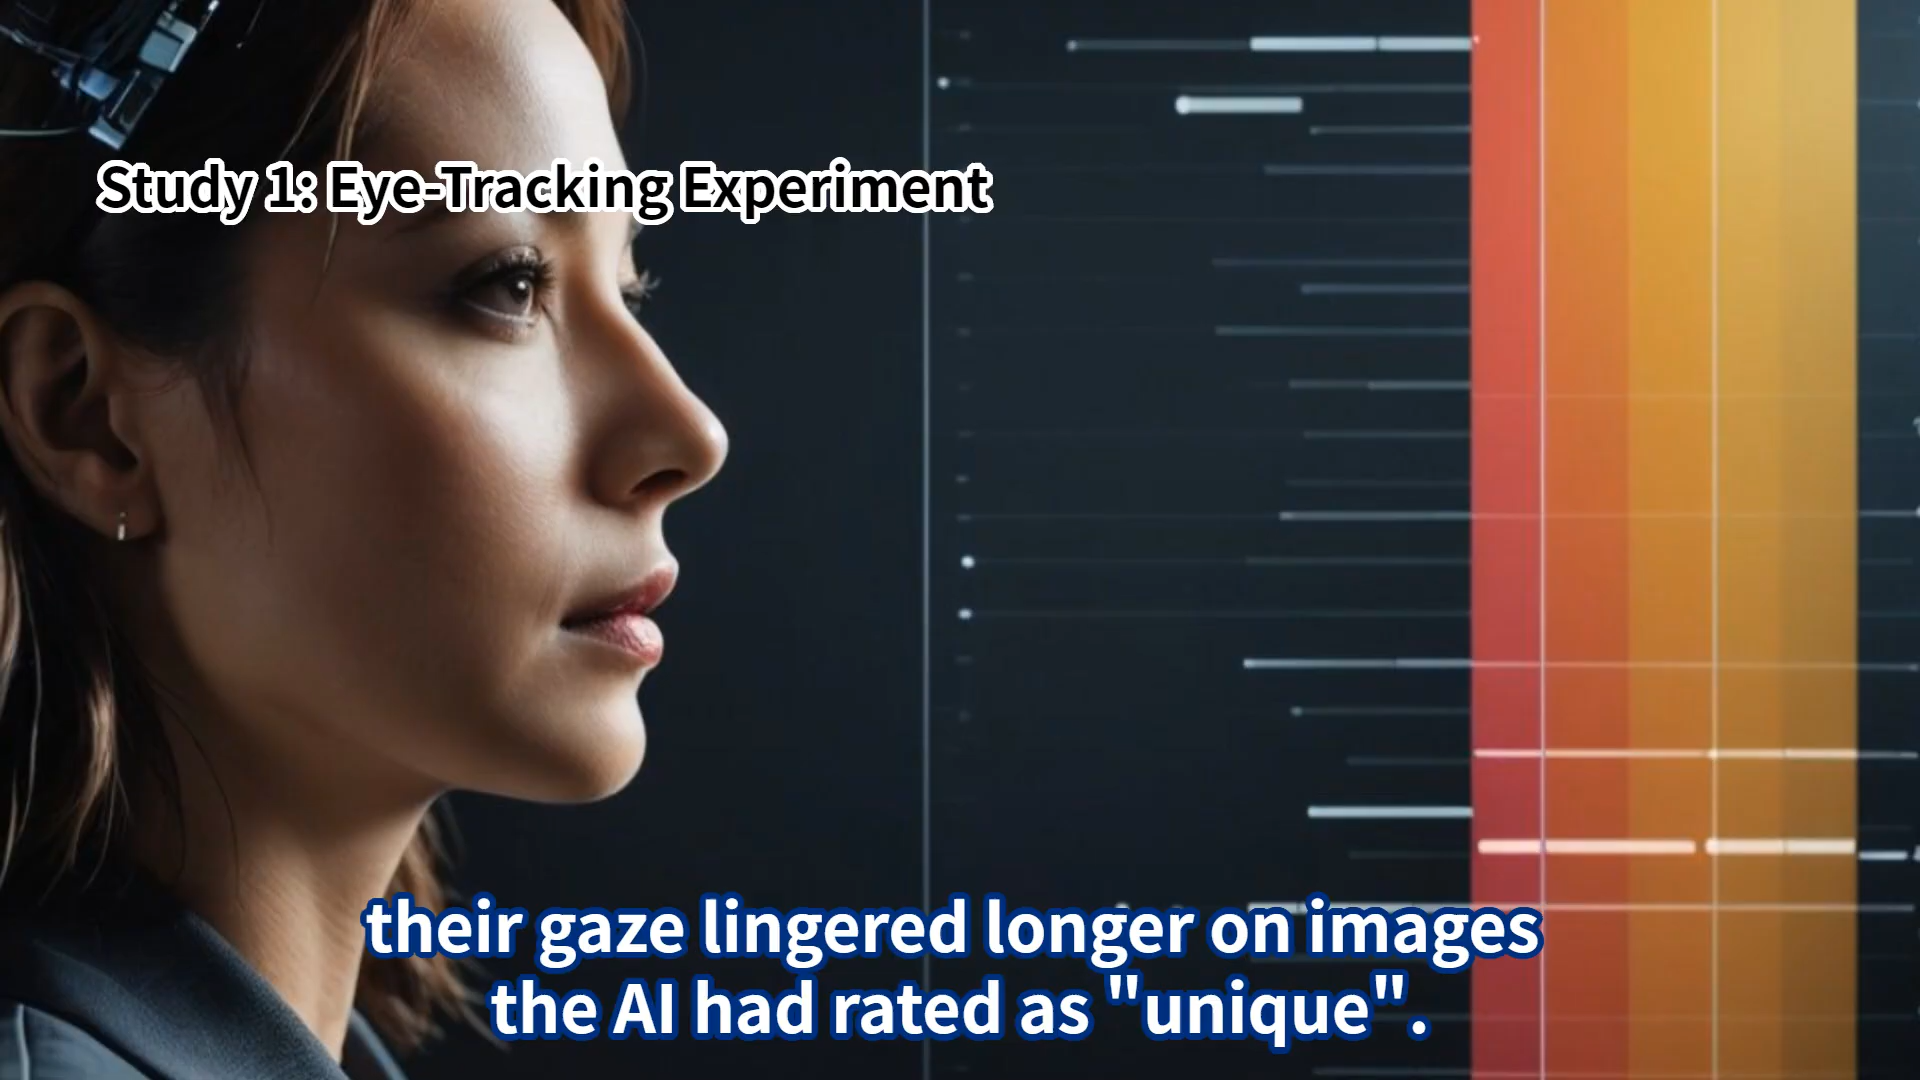 Study 1: Eye-Tracking Experiment
their gaze lingered longer on images
the AI had rated as "unique".